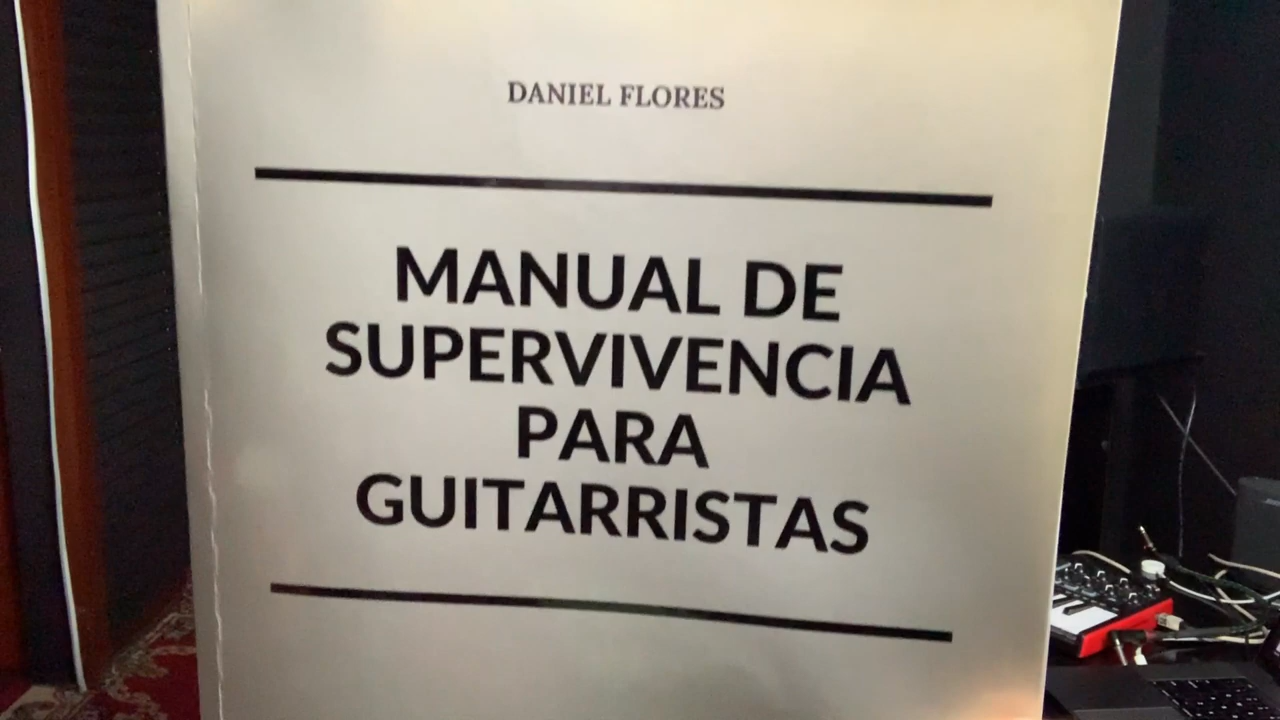 DANIEL FLORES
MANUAL DE
SUPERVIVENCIA
PARA
GUITARRISTAS